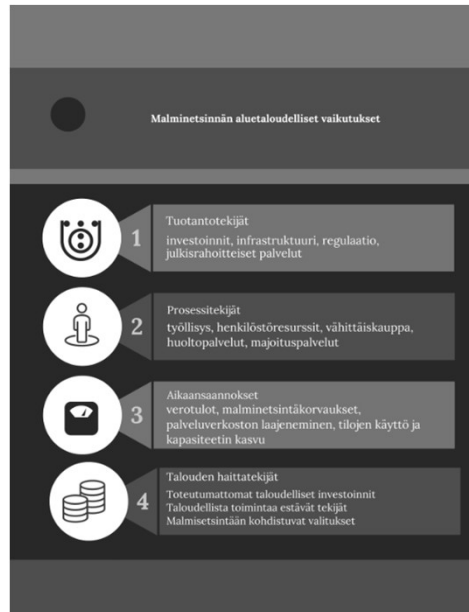 Malminetsinnän aluetaloudelliset vaikutukset
1
Tuotantotekijät
investoinnit, infrastruktuuri, regulaatio,
julkisrahoitteiset palvelut
2
Prosessitekijät
työllisys, henkilöstöresurssit, vähittäiskauppa,
huoltopalvelut, majoituspalvelut
3
Aikaansaannokset
verotulot, malminetsintäkorvaukset,
palveluverkoston laajeneminen, tilojen käyttö ja
kapasiteetin kasvu
4
Talouden haittatekijät
Toteutumattomat taloudelliset investoinnit
Taloudellista toimintaa estävät tekijät
Malmisetsintään kohdistuvat valitukset